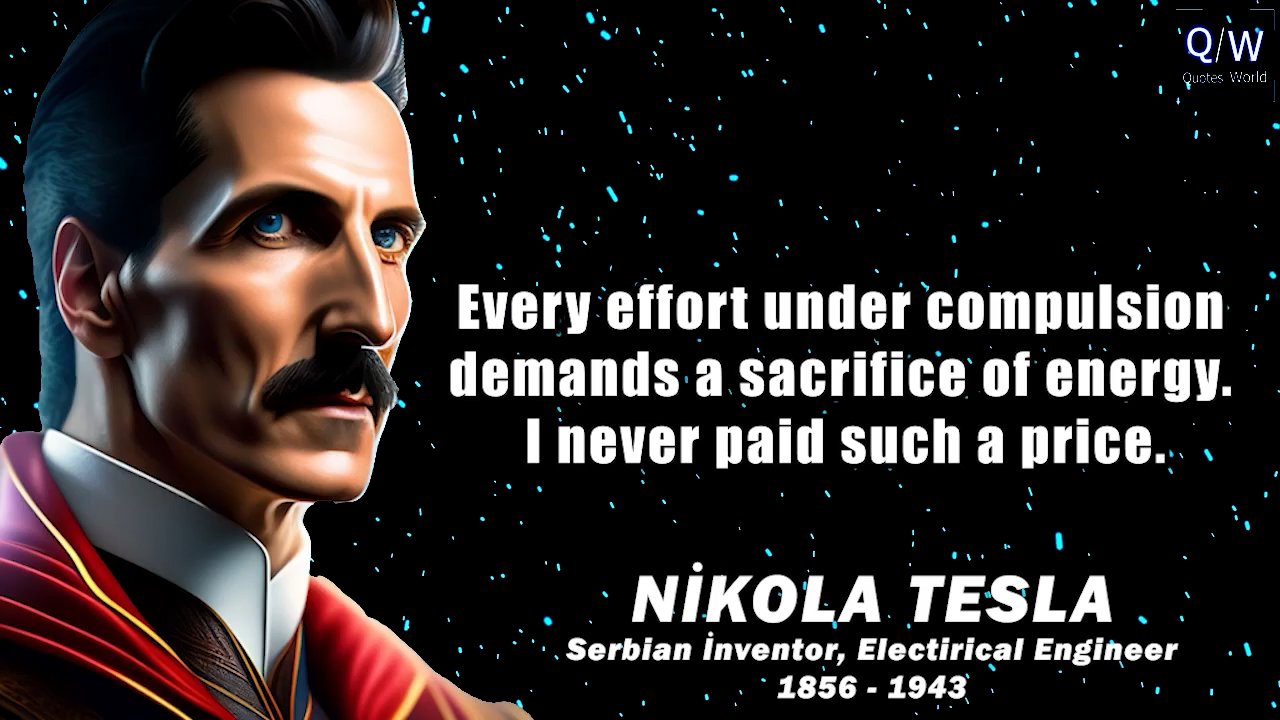 Q/W
Quotes World
Every effort under compulsion
demands a sacrifice of energy.
I never paid such a price.
NİKOLA TESLA
Serbian İnventor, Electirical Engineer
1856 - 1943